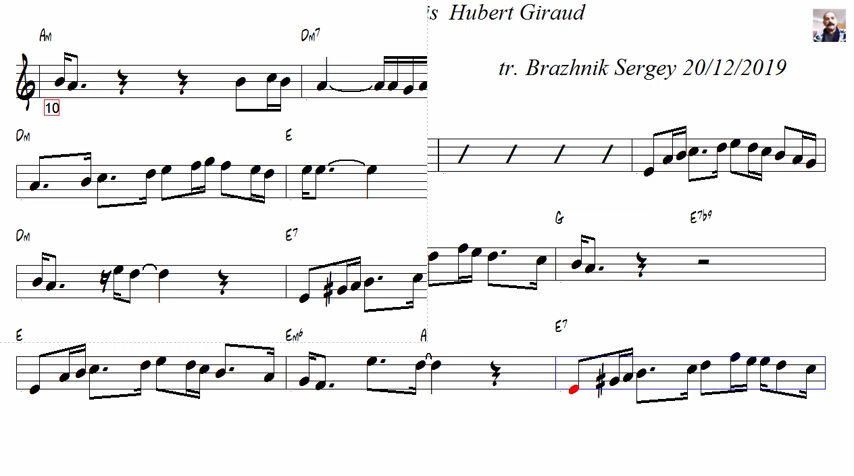 is Hubert Giraud
Am Dm7
tr. Brazhnik Sergey 20/12/2019
10
Dm E
G E7b9
Dm E7
E7
E Em6 A